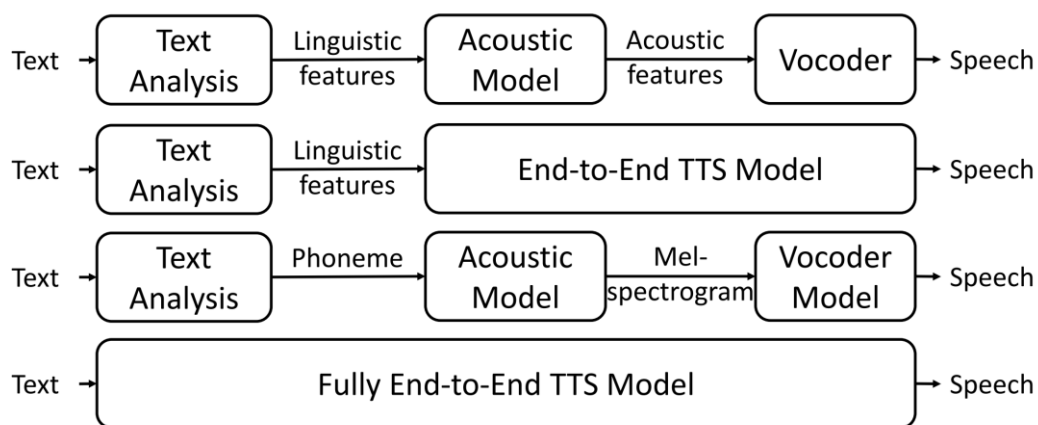 Text
Text
Analysis
Linguistic
features
Acoustic
Model
Acoustic
features
Vocoder
Speech
Text
Text
Analysis
Linguistic
features
End-to-End TTS Model
Speech
Text
Text
Analysis
Phoneme
Acoustic
Model
Mel-
spectrogram
Vocoder
Model
Speech
Text
Fully End-to-End TTS Model
Speech